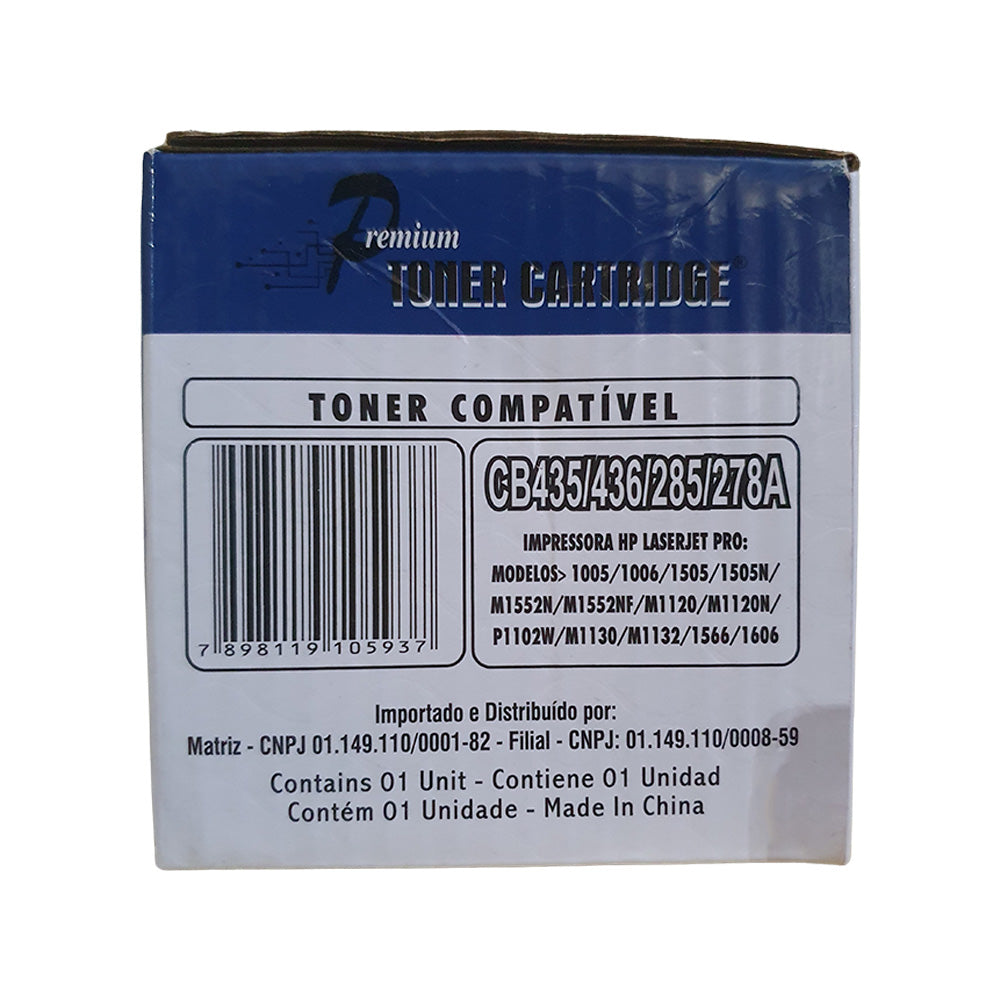 Premium
TONER CARTRIDGE®
TONER COMPATÍVEL
7 898119 105937
CB435/436/285/278A
IMPRESSORA HP LASERJET PRO:
MODELOS> 1005/1006/1505/1505N/
M1552N/M1552NF/M1120/M1120N/
P1102W/M1130/M1132/1566/1606
Importado e Distribuído por:
Matriz - CNPJ 01.149.110/0001-82 - Filial - CNPJ: 01.149.110/0008-59
Contains 01 Unit - Contiene 01 Unidad
Contém 01 Unidade - Made In China